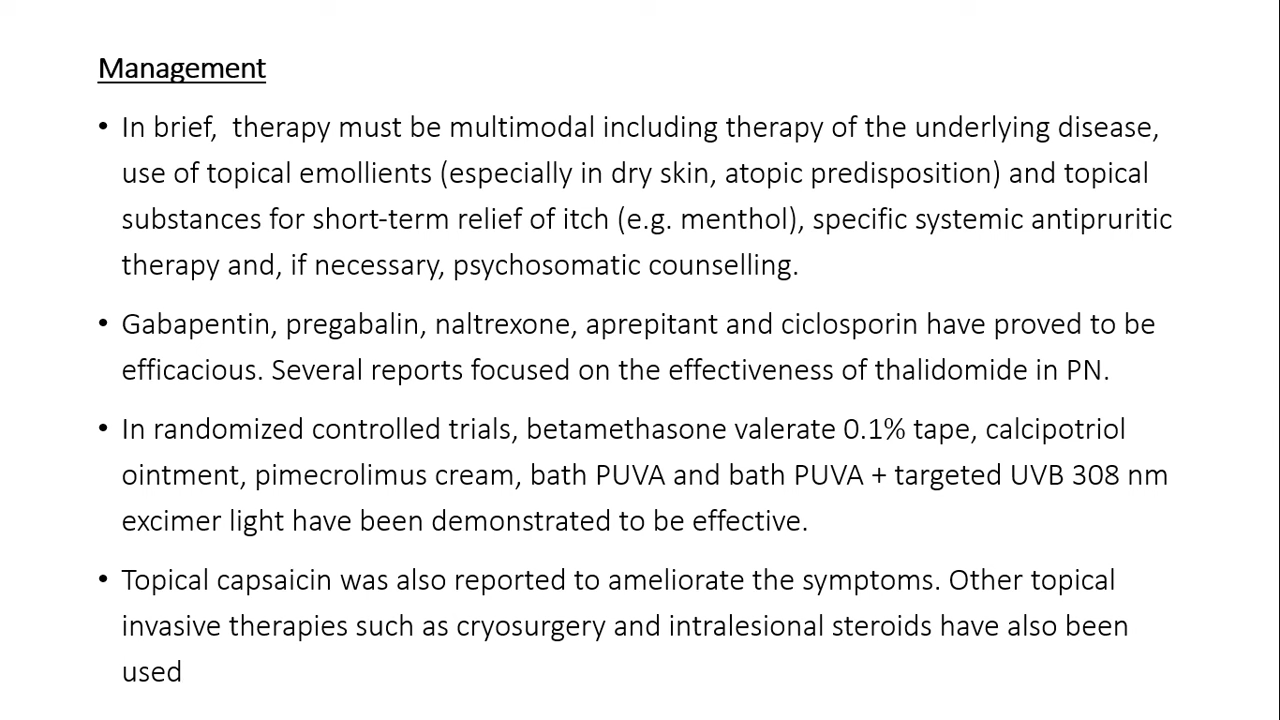 Management
• In brief,  therapy must be multimodal including therapy of the underlying disease,
use of topical emollients (especially in dry skin, atopic predisposition) and topical
substances for short-term relief of itch (e.g. menthol), specific systemic antipruritic
therapy and, if necessary, psychosomatic counselling.
• Gabapentin, pregabalin, naltrexone, aprepitant and ciclosporin have proved to be
efficacious. Several reports focused on the effectiveness of thalidomide in PN.
• In randomized controlled trials, betamethasone valerate 0.1% tape, calcipotriol
ointment, pimecrolimus cream, bath PUVA and bath PUVA + targeted UVB 308 nm
excimer light have been demonstrated to be effective.
• Topical capsaicin was also reported to ameliorate the symptoms. Other topical
invasive therapies such as cryosurgery and intralesional steroids have also been
used